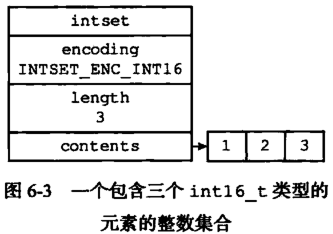 intset
encoding
INTSET_ENC_INT16
length
3
contents
1 2 3
图 6-3 一个包含三个 int16_t 类型的
元素的整数集合